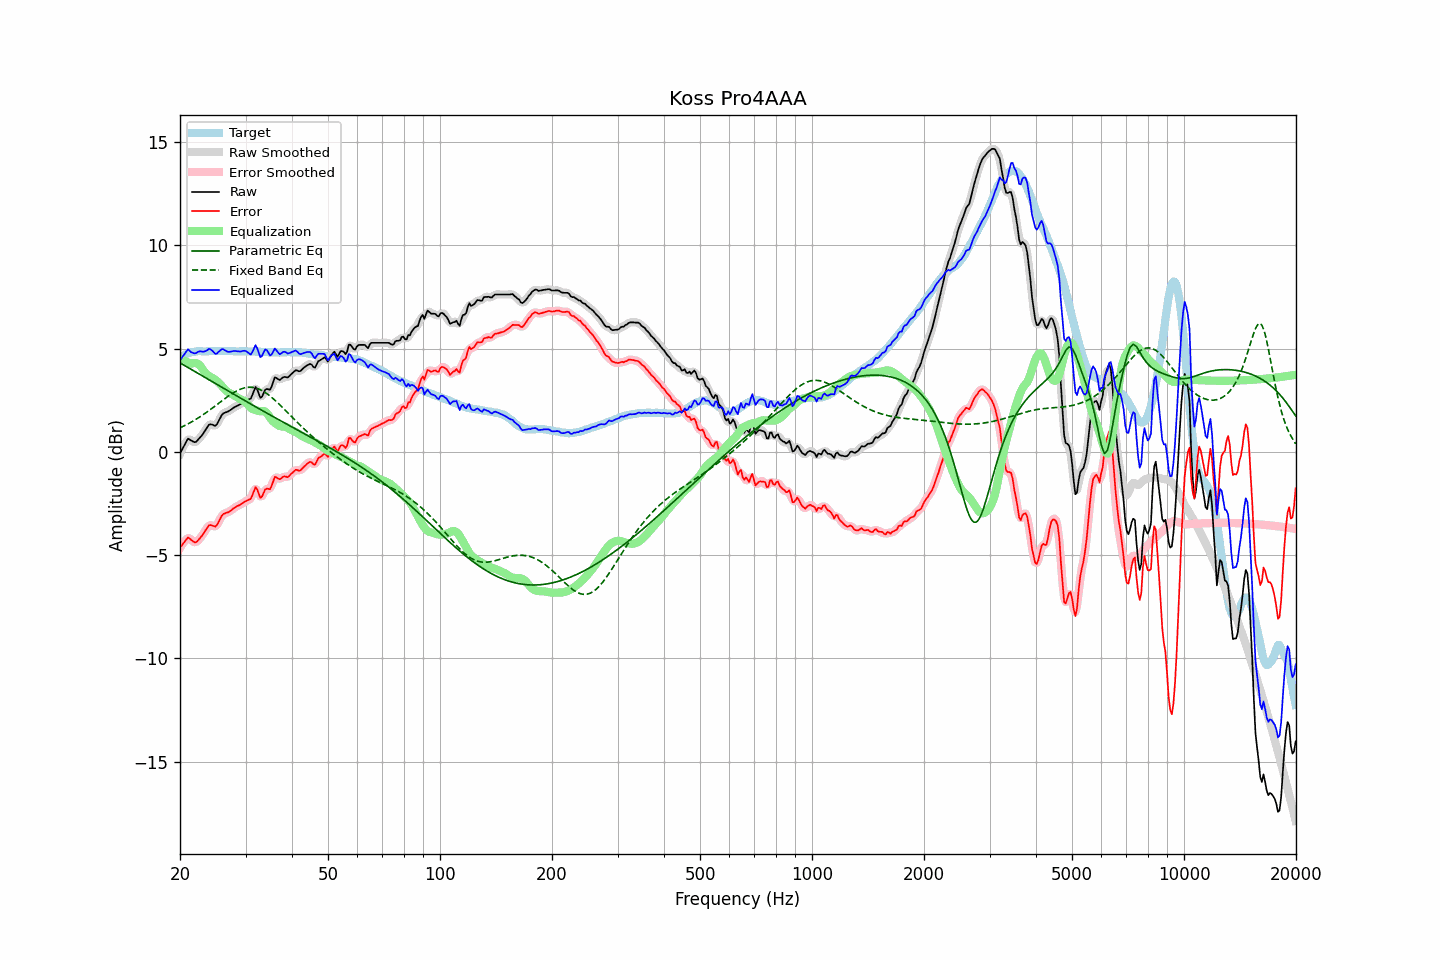 Koss Pro4AAA
Target
Raw Smoothed
Error Smoothed
Raw
Error
Equalization
Parametric Eq
Fixed Band Eq
Equalized
Amplitude (dBr)
15
10
5
0
−5
−10
−15
20 50 100 200 500 1000 2000 5000 10000 20000
Frequency (Hz)